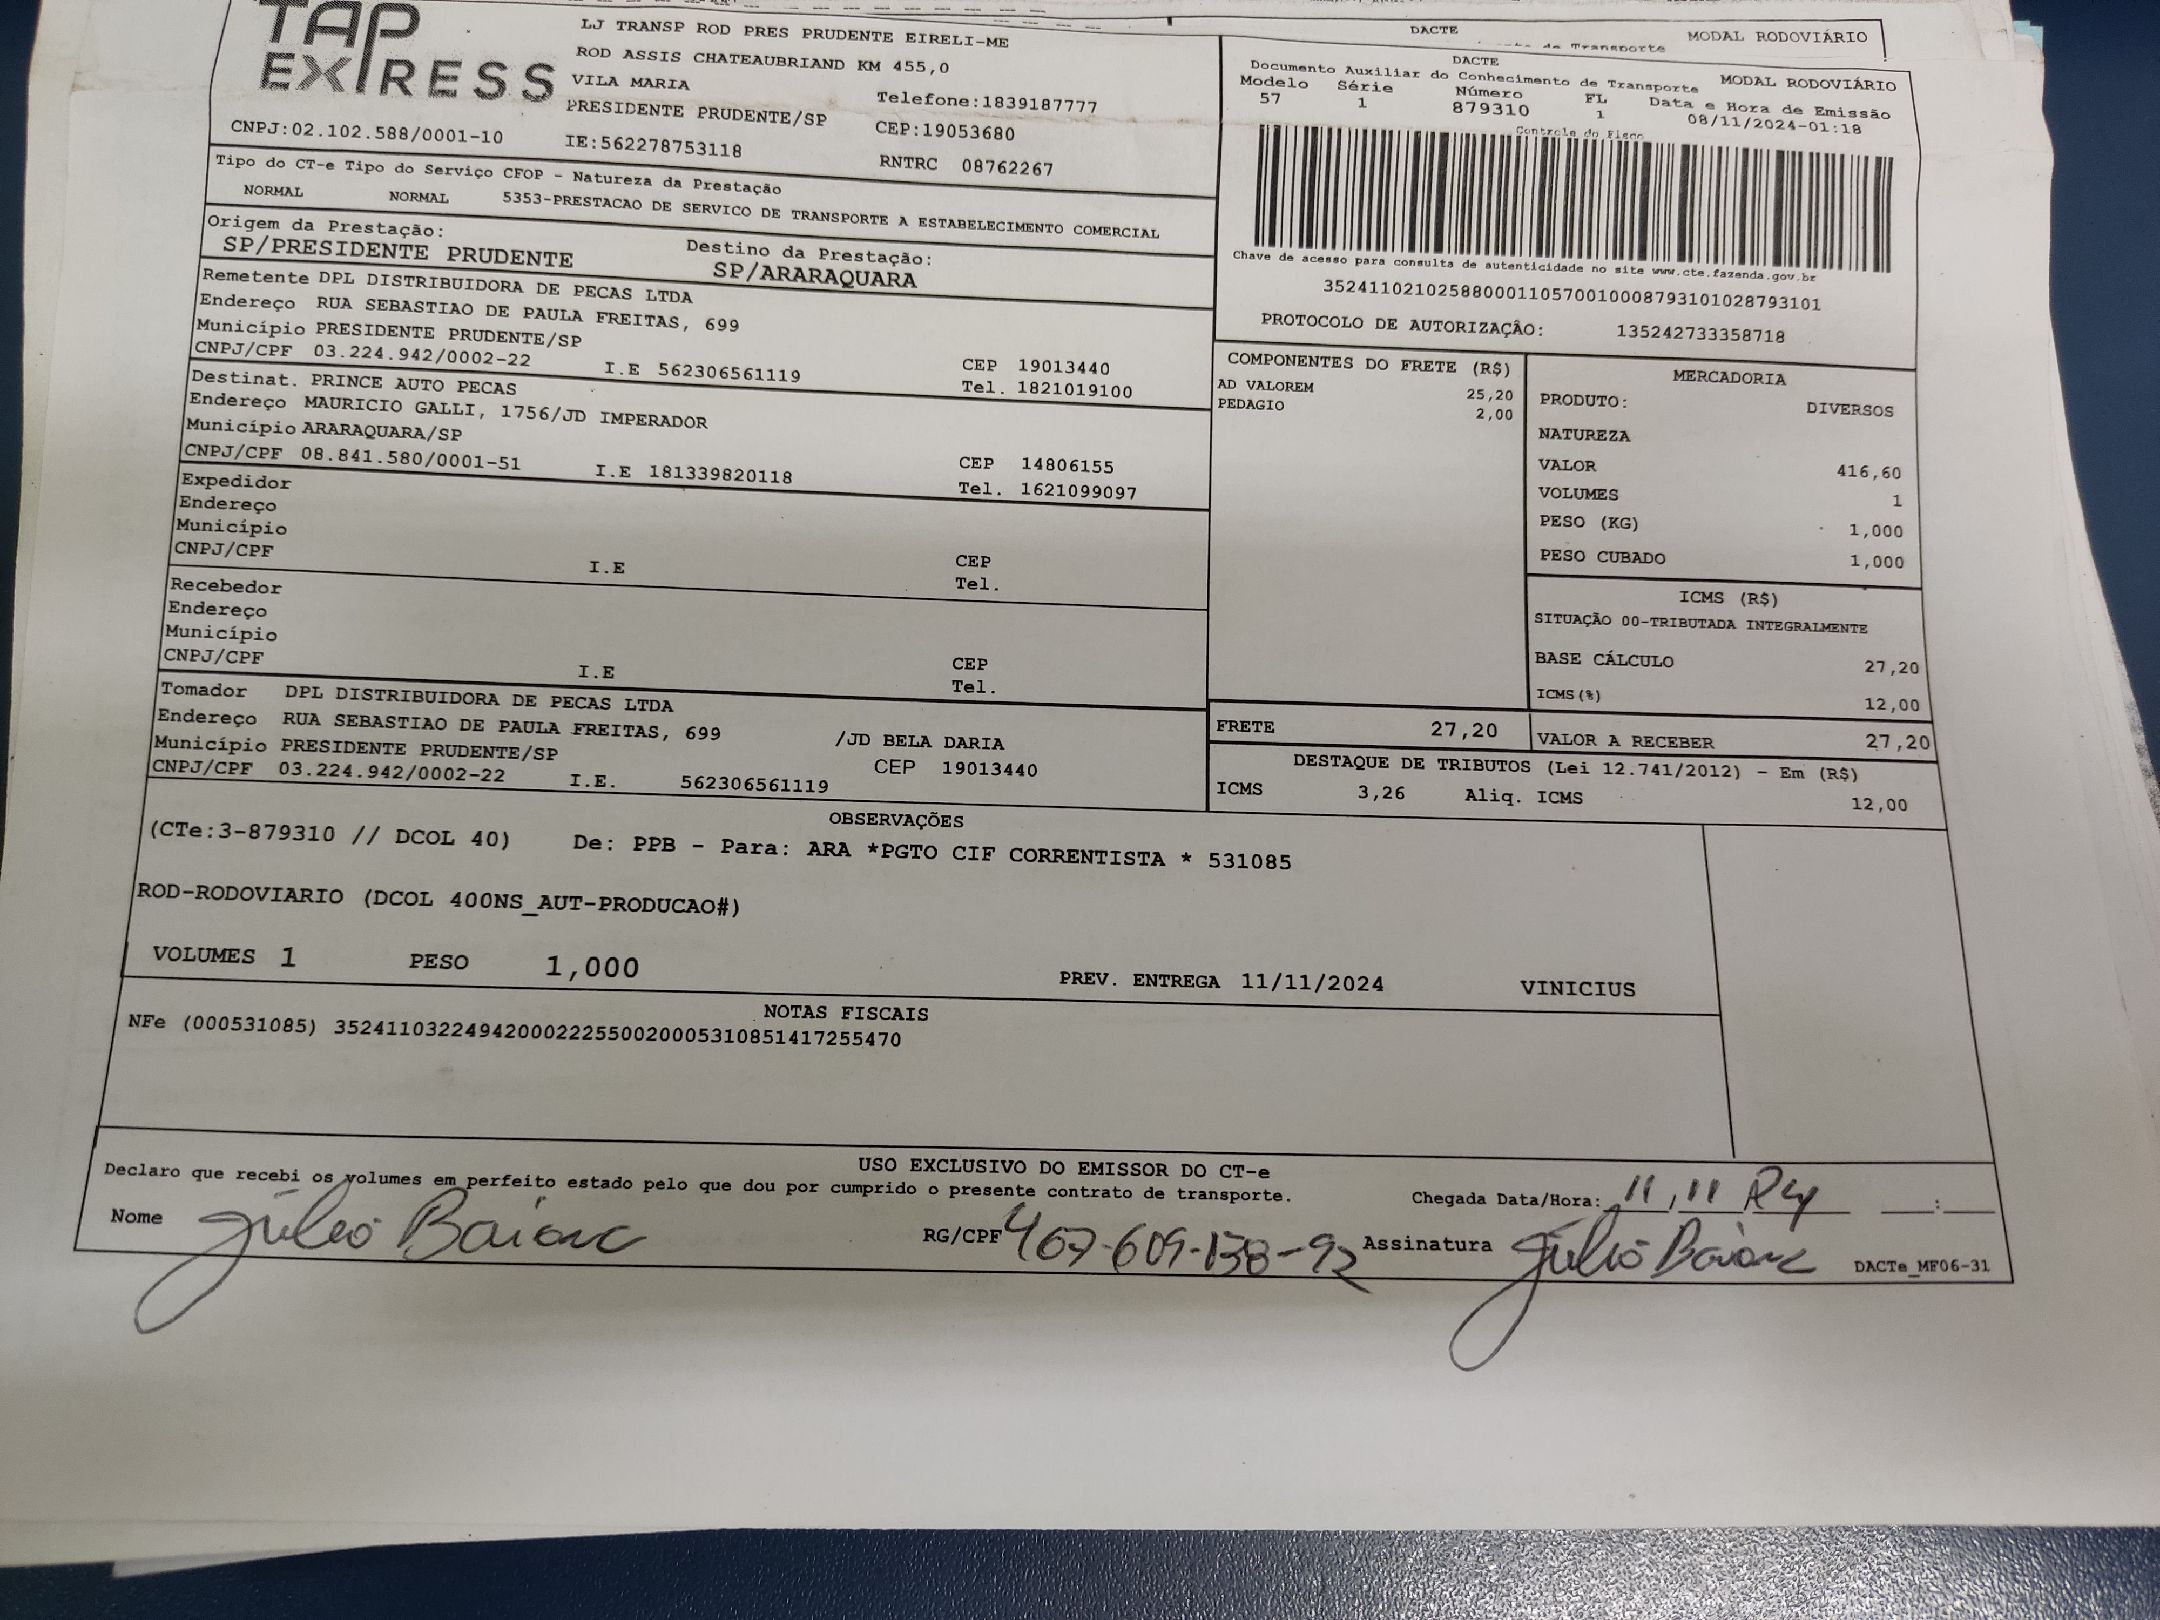 TAP EXPRESS
LJ TRANSP ROD PRES PRUDENTE EIRELI-ME
ROD ASSIS CHATEAUBRIAND KM 455,0
VILA MARIA Telefone:1839187777
PRESIDENTE PRUDENTE/SP CEP:19053680
CNPJ:02.102.588/0001-10 IE:562278753118 RNTRC 08762267
DACTE MODAL RODOVIÁRIO
de Transporte
DACTE MODAL RODOVIÁRIO
Documento Auxiliar do Conhecimento de Transporte
Modelo Série Número FL Data e Hora de Emissão
57 1 879310 1 08/11/2024-01:18
Controle do Fisco
Chave de acesso para consulta de autenticidade no site www.cte.fazenda.gov.br
35241102102588000110570010008793101028793101
PROTOCOLO DE AUTORIZAÇÃO: 135242733358718
Tipo do CT-e Tipo do Serviço CFOP - Natureza da Prestação
NORMAL NORMAL 5353-PRESTACAO DE SERVICO DE TRANSPORTE A ESTABELECIMENTO COMERCIAL
Origem da Prestação: Destino da Prestação:
SP/PRESIDENTE PRUDENTE SP/ARARAQUARA
Remetente DPL DISTRIBUIDORA DE PECAS LTDA
Endereço RUA SEBASTIAO DE PAULA FREITAS, 699
Município PRESIDENTE PRUDENTE/SP CEP 19013440
CNPJ/CPF 03.224.942/0002-22 I.E 562306561119 Tel. 1821019100
Destinat. PRINCE AUTO PECAS
Endereço MAURICIO GALLI, 1756/JD IMPERADOR
Município ARARAQUARA/SP CEP 14806155
CNPJ/CPF 08.841.580/0001-51 I.E 181339820118 Tel. 1621099097
Expedidor
Endereço
Município CEP
CNPJ/CPF I.E Tel.
Recebedor
Endereço
Município CEP
CNPJ/CPF I.E Tel.
Tomador DPL DISTRIBUIDORA DE PECAS LTDA
Endereço RUA SEBASTIAO DE PAULA FREITAS, 699 /JD BELA DARIA
Município PRESIDENTE PRUDENTE/SP CEP 19013440
CNPJ/CPF 03.224.942/0002-22 I.E. 562306561119
COMPONENTES DO FRETE (R$)
AD VALOREM 25,20
PEDAGIO 2,00
MERCADORIA
PRODUTO: DIVERSOS
NATUREZA
VALOR 416,60
VOLUMES 1
PESO (KG) 1,000
PESO CUBADO 1,000
ICMS (R$)
SITUAÇÃO 00-TRIBUTADA INTEGRALMENTE
BASE CÁLCULO 27,20
ICMS(%) 12,00
FRETE 27,20 VALOR A RECEBER 27,20
DESTAQUE DE TRIBUTOS (Lei 12.741/2012) - Em (R$)
ICMS 3,26 Aliq. ICMS 12,00
OBSERVAÇÕES
(CTe:3-879310 // DCOL 40) De: PPB - Para: ARA *PGTO CIF CORRENTISTA * 531085
ROD-RODOVIARIO (DCOL 400NS_AUT-PRODUCAO#)
VOLUMES 1 PESO 1,000 PREV. ENTREGA 11/11/2024 VINICIUS
NOTAS FISCAIS
NFe (000531085) 35241103224942000222550020005310851417255470
USO EXCLUSIVO DO EMISSOR DO CT-e
Declaro que recebi os volumes em perfeito estado pelo que dou por cumprido o presente contrato de transporte. Chegada Data/Hora: 11,11 24 :
Nome Júlio RG/CPF 467-609-138-92 Assinatura Júlio DACTe_MF06-31